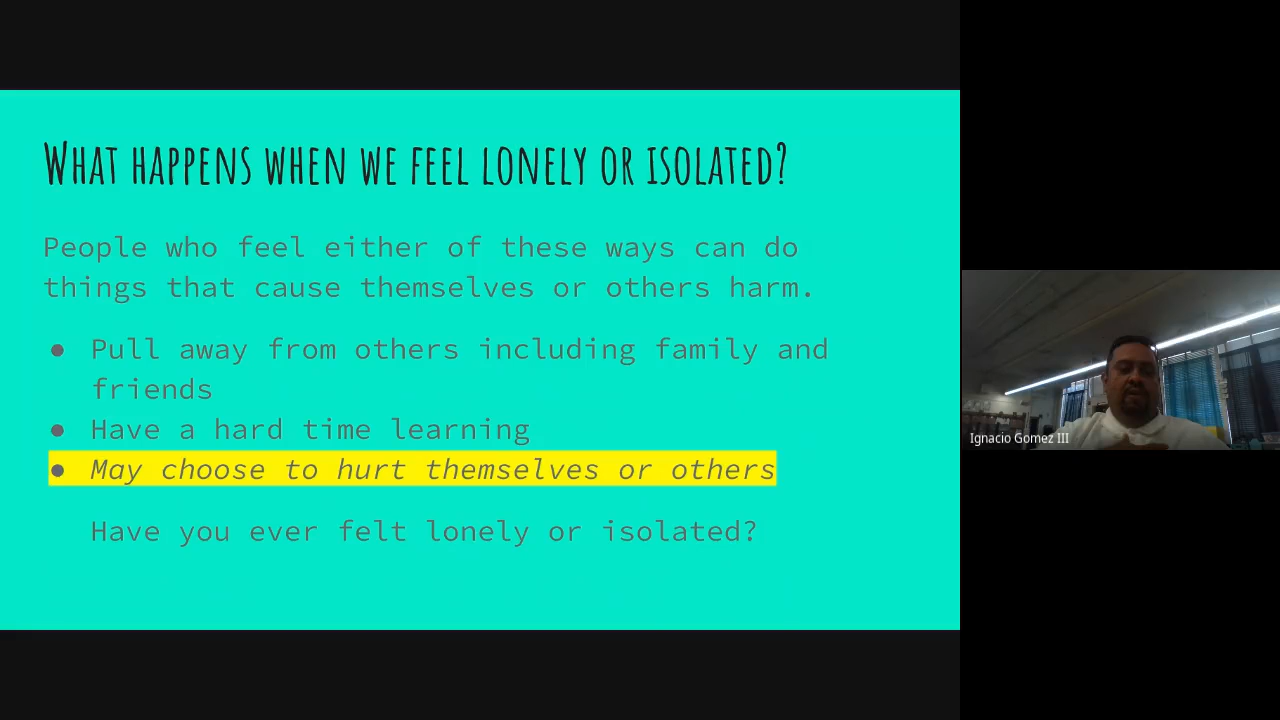 What happens when we feel lonely or isolated?
People who feel either of these ways can do
things that cause themselves or others harm.
● Pull away from others including family and
friends
● Have a hard time learning
● May choose to hurt themselves or others
Have you ever felt lonely or isolated?
Ignacio Gomez III